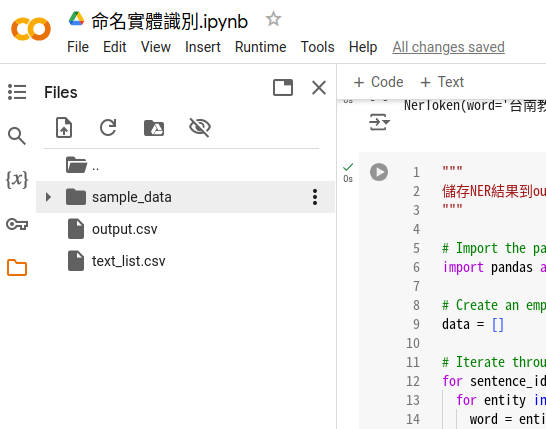 命名實體識別.ipynb
File Edit View Insert Runtime Tools Help All changes saved
Files
+ Code + Text
0s
NerToken(word='台南教
..
sample_data
output.csv
text_list.csv
{x}
0s
1 """
2 儲存NER結果到ou
3 """
4
5 # Import the pa
6 import pandas a
7
8 # Create an emp
9 data = []
10
11 # Iterate throu
12 for sentence_id
13 for entity in
14 word = enti